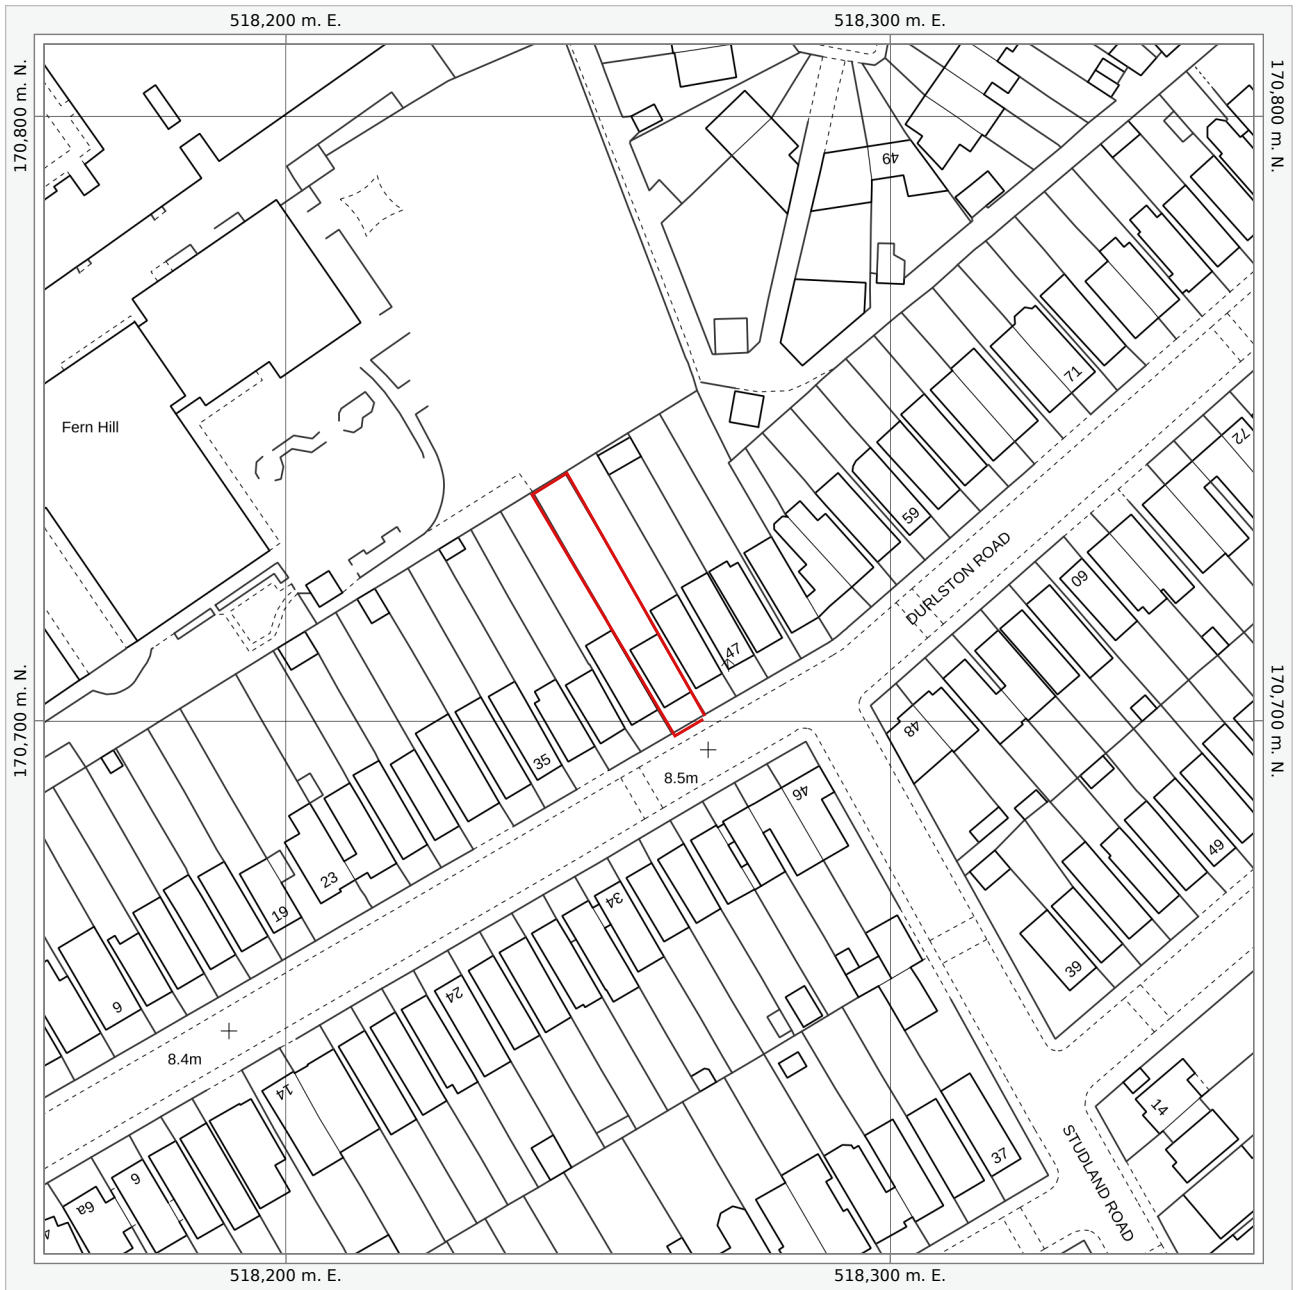 518,200 m. E.
518,300 m. E.
170,800 m. N.
170,800 m. N.
49
71
Fern Hill
72
59
DURLSTON ROAD
60
47
170,700 m. N.
170,700 m. N.
48
35
8.5m
46
49
23
34
19
39
24
9
8.4m
14
14
STUDLAND ROAD
37
9
6a
4
518,200 m. E.
518,300 m. E.